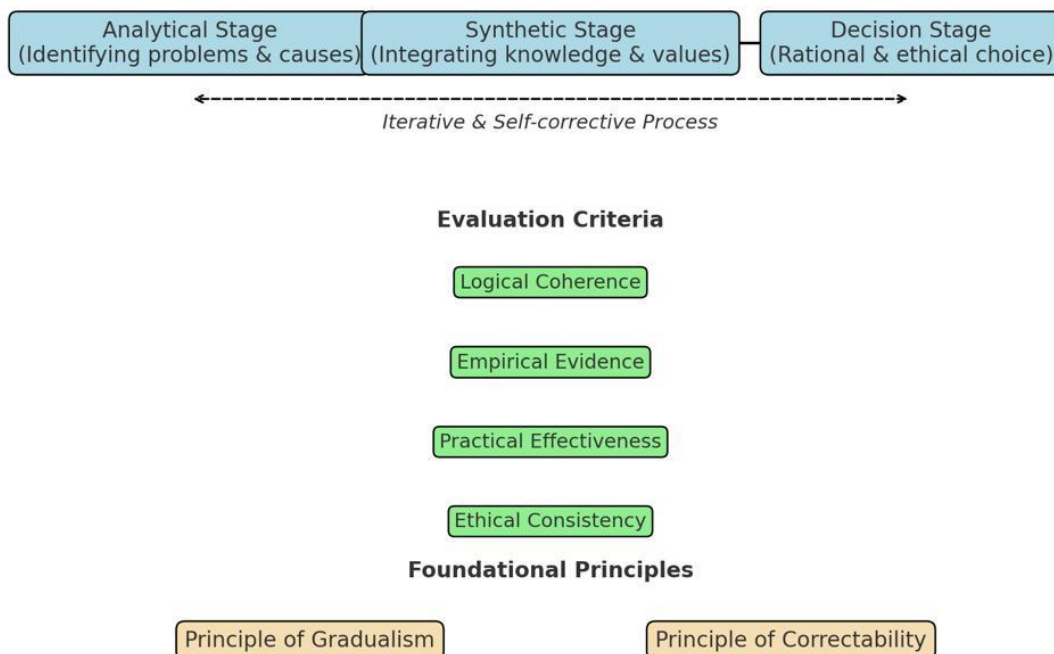 Analytical Stage
(Identifying problems & causes)
Synthetic Stage
(Integrating knowledge & values)
Decision Stage
(Rational & ethical choice)
Iterative & Self-corrective Process
Evaluation Criteria
Logical Coherence
Empirical Evidence
Practical Effectiveness
Ethical Consistency
Foundational Principles
Principle of Gradualism
Principle of Correctability